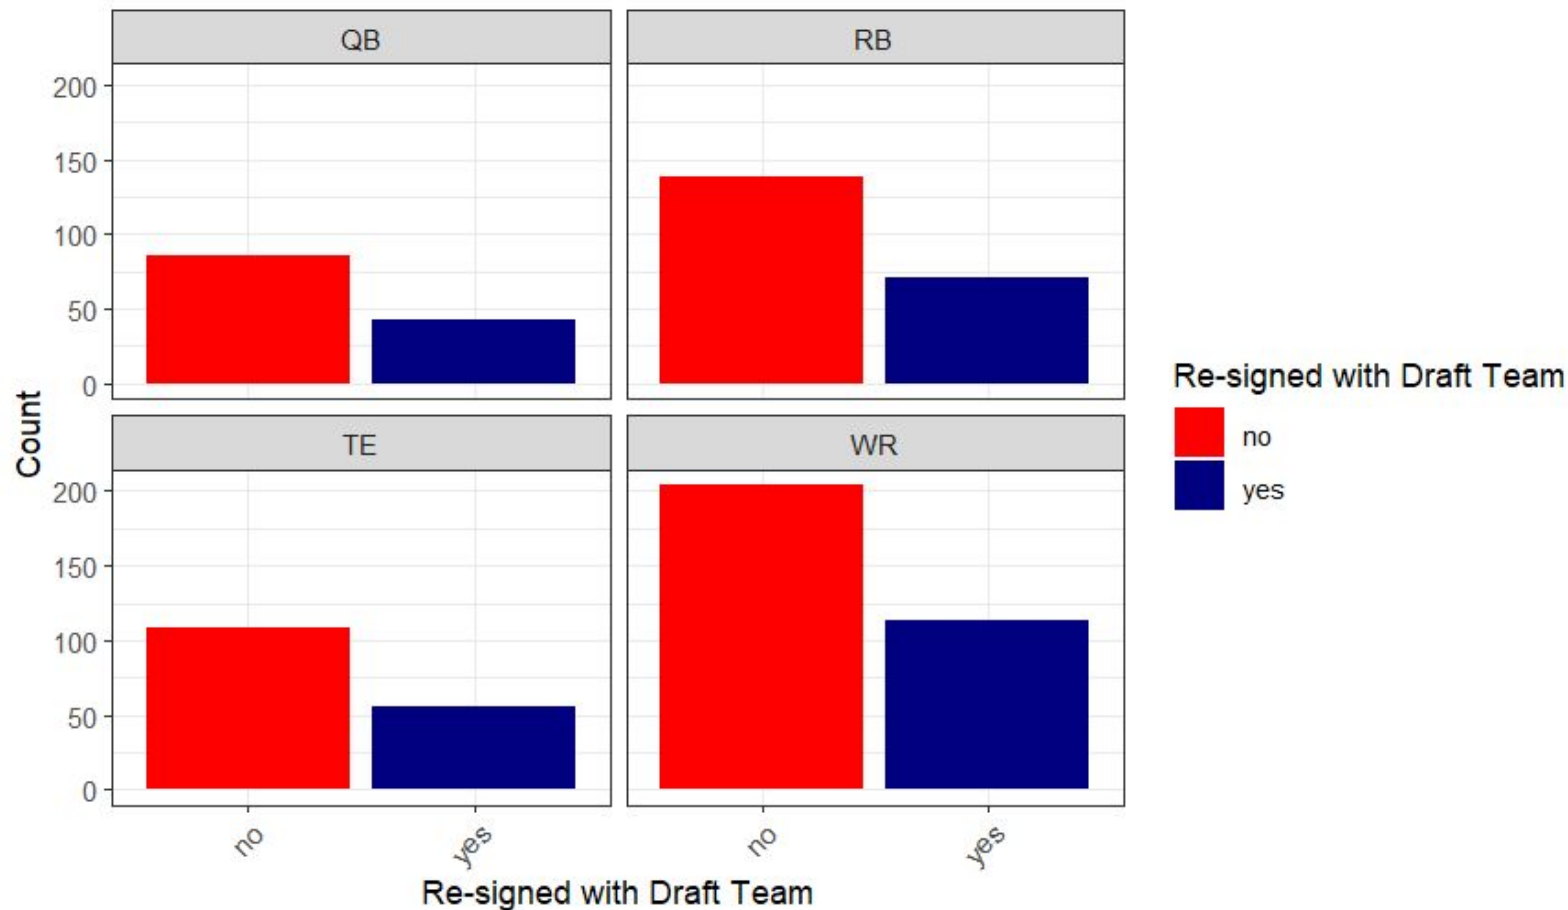 QB
RB
200
150
100
50
0
Count
TE
WR
200
150
100
50
0
no
yes
no
yes
Re-signed with Draft Team
Re-signed with Draft Team
no
yes